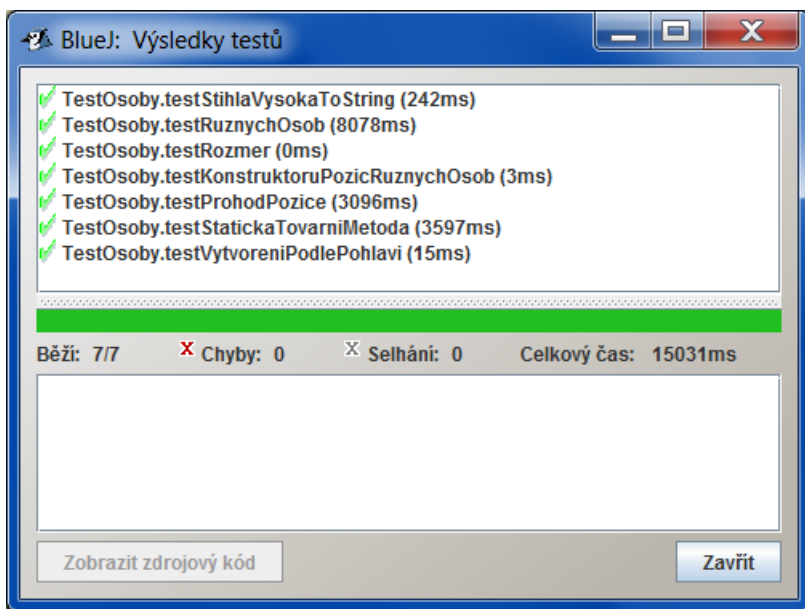 BlueJ: Výsledky testů
TestOsoby.testStihlaVysokaToString (242ms)
TestOsoby.testRuznychOsob (8078ms)
TestOsoby.testRozmer (0ms)
TestOsoby.testKonstruktoruPozicRuznychOsob (3ms)
TestOsoby.testProhodPozice (3096ms)
TestOsoby.testStatickaTovarniMetoda (3597ms)
TestOsoby.testVytvoreniPodlePohlavi (15ms)
Běží: 7/7 X Chyby: 0 X Selhání: 0 Celkový čas: 15031ms
Zobrazit zdrojový kód Zavřít